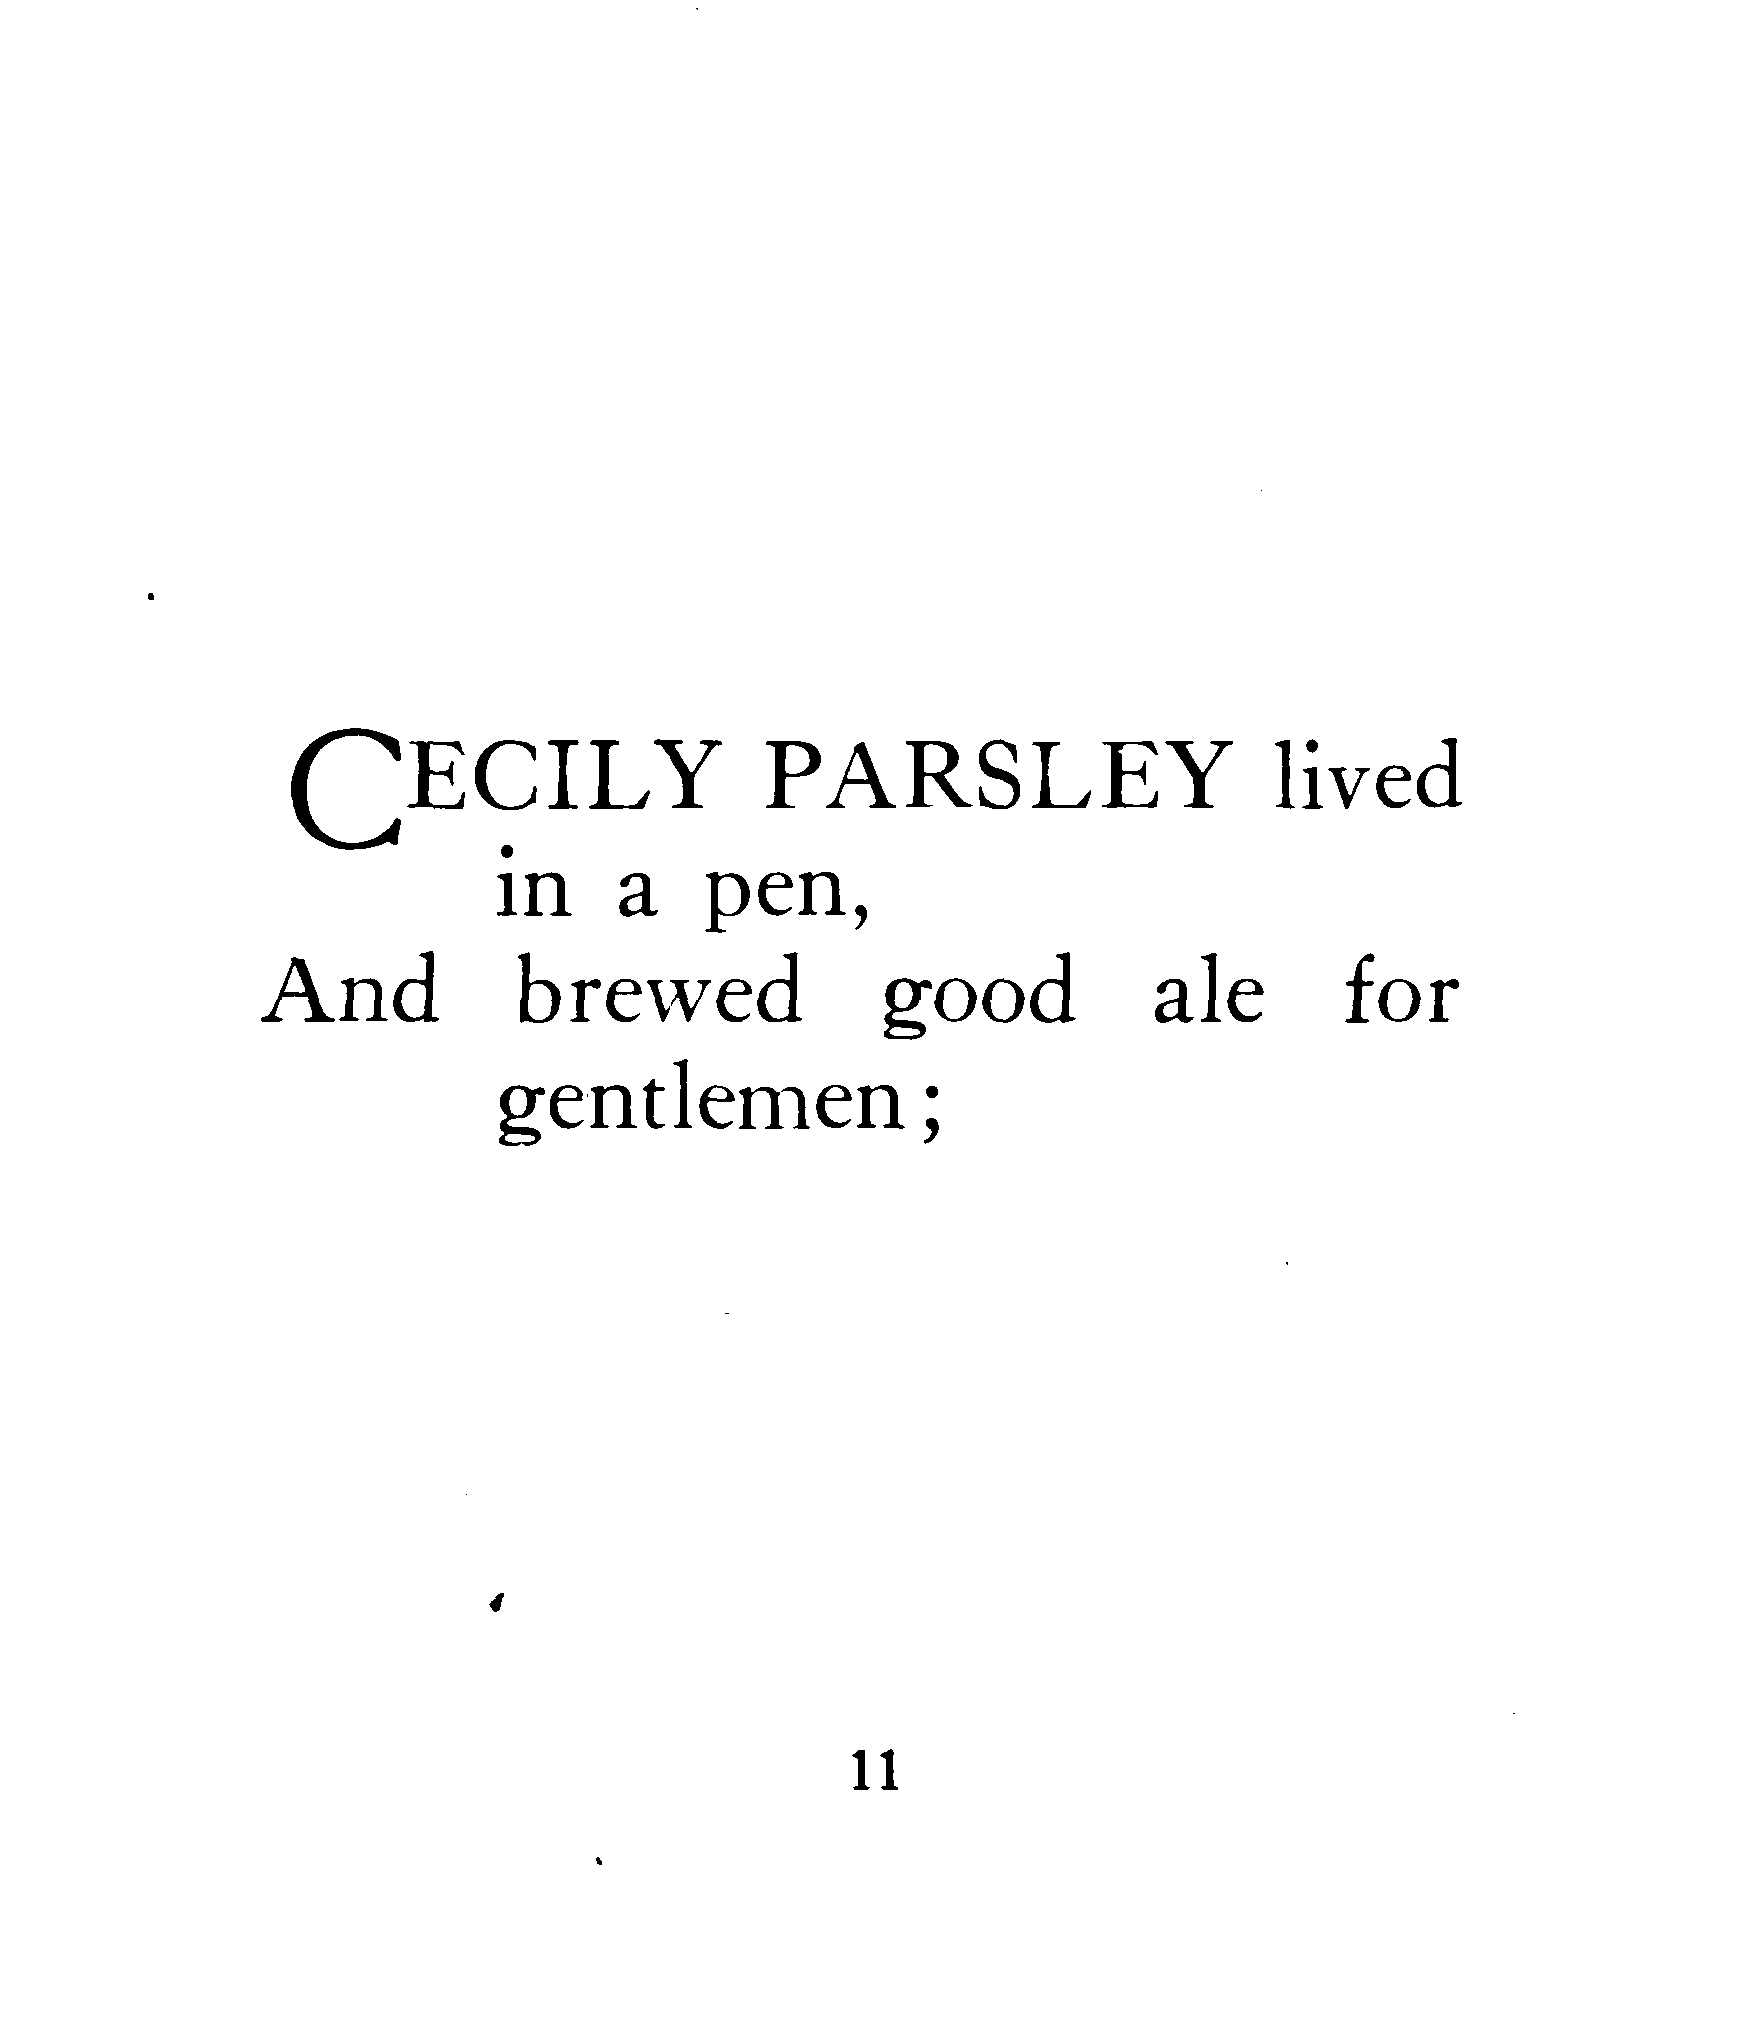 CECILY PARSLEY lived
in a pen,
And brewed good ale for
gentlemen;
11